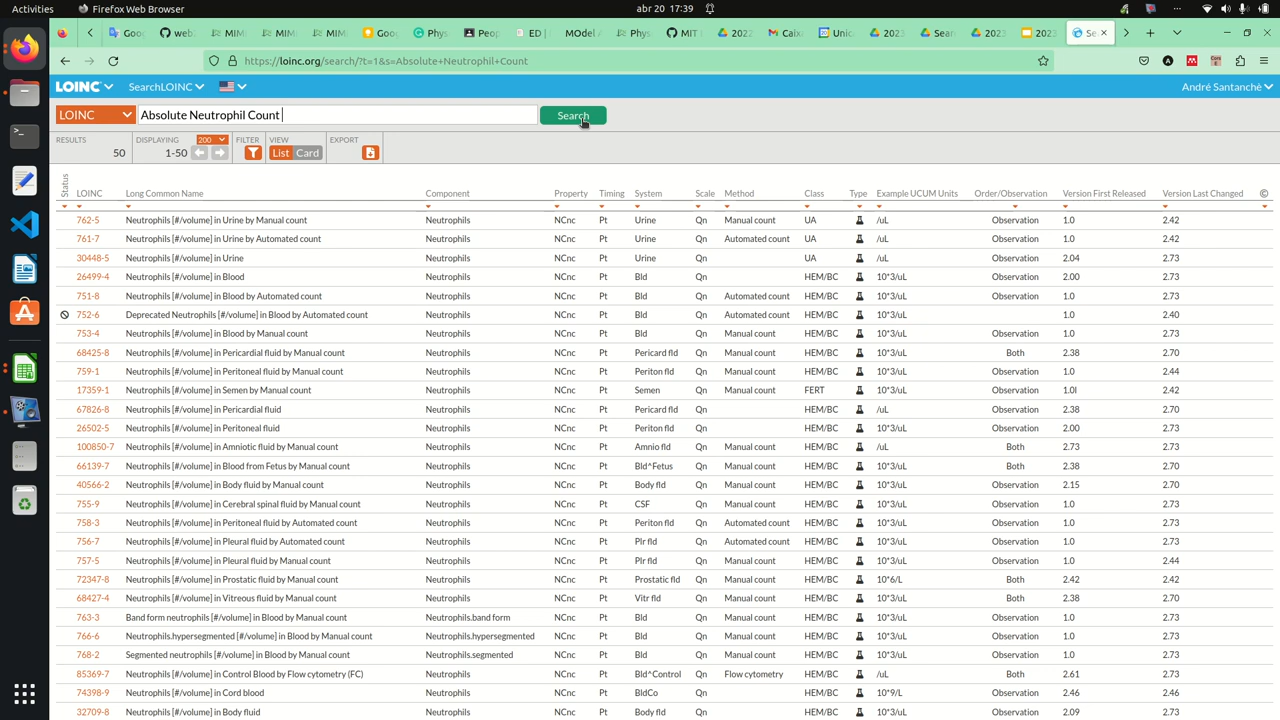 Activities Firefox Web Browser abr 20 17:39
Goo web. MIM MIM MIM Goo Phys Peop ED | MOdel Phys MIT 2022 Caixa Unic 2023 Sean 2023 2023 Se
https://loinc.org/search/?t=1&s=Absolute+Neutrophil+Count
LOINC SearchLOINC André Santanchè
LOINC Absolute Neutrophil Count Search
RESULTS DISPLAYING 200 FILTER VIEW EXPORT
50 1-50 List Card
Status LOINC Long Common Name Component Property Timing System Scale Method Class Type Example UCUM Units Order/Observation Version First Released Version Last Changed ©
762-5 Neutrophils [#/volume] in Urine by Manual count Neutrophils NCnc Pt Urine Qn Manual count UA /uL Observation 1.0 2.42
761-7 Neutrophils [#/volume] in Urine by Automated count Neutrophils NCnc Pt Urine Qn Automated count UA /uL Observation 1.0 2.42
30448-5 Neutrophils [#/volume] in Urine Neutrophils NCnc Pt Urine Qn UA /uL Observation 2.04 2.73
26499-4 Neutrophils [#/volume] in Blood Neutrophils NCnc Pt Bld Qn HEM/BC 10*3/uL Observation 2.00 2.73
751-8 Neutrophils [#/volume] in Blood by Automated count Neutrophils NCnc Pt Bld Qn Automated count HEM/BC 10*3/uL Observation 1.0 2.73
752-6 Deprecated Neutrophils [#/volume] in Blood by Automated count Neutrophils NCnc Pt Bld Qn Automated count HEM/BC 10*3/uL 1.0 2.40
753-4 Neutrophils [#/volume] in Blood by Manual count Neutrophils NCnc Pt Bld Qn Manual count HEM/BC 10*3/uL Observation 1.0 2.73
68425-8 Neutrophils [#/volume] in Pericardial fluid by Manual count Neutrophils NCnc Pt Pericard fld Qn Manual count HEM/BC 10*3/uL Both 2.38 2.70
759-1 Neutrophils [#/volume] in Peritoneal fluid by Manual count Neutrophils NCnc Pt Periton fld Qn Manual count HEM/BC 10*3/uL Observation 1.0 2.44
17359-1 Neutrophils [#/volume] in Semen by Manual count Neutrophils NCnc Pt Semen Qn Manual count FERT 10*3/uL Observation 1.0l 2.42
67826-8 Neutrophils [#/volume] in Pericardial fluid Neutrophils NCnc Pt Pericard fld Qn HEM/BC /uL Observation 2.38 2.70
26502-5 Neutrophils [#/volume] in Peritoneal fluid Neutrophils NCnc Pt Periton fld Qn HEM/BC 10*3/uL Observation 2.00 2.73
100850-7 Neutrophils [#/volume] in Amniotic fluid by Manual count Neutrophils NCnc Pt Amnio fld Qn Manual count HEM/BC /uL Both 2.73 2.73
66139-7 Neutrophils [#/volume] in Blood from Fetus by Manual count Neutrophils NCnc Pt Bld^Fetus Qn Manual count HEM/BC 10*3/uL Both 2.38 2.70
40566-2 Neutrophils [#/volume] in Body fluid by Manual count Neutrophils NCnc Pt Body fld Qn Manual count HEM/BC 10*3/uL Observation 2.15 2.70
755-9 Neutrophils [#/volume] in Cerebral spinal fluid by Manual count Neutrophils NCnc Pt CSF Qn Manual count HEM/BC 10*3/uL Observation 1.0 2.73
758-3 Neutrophils [#/volume] in Peritoneal fluid by Automated count Neutrophils NCnc Pt Periton fld Qn Automated count HEM/BC 10*3/uL Observation 1.0 2.73
756-7 Neutrophils [#/volume] in Pleural fluid by Automated count Neutrophils NCnc Pt Plr fld Qn Automated count HEM/BC 10*3/uL Observation 1.0 2.73
757-5 Neutrophils [#/volume] in Pleural fluid by Manual count Neutrophils NCnc Pt Plr fld Qn Manual count HEM/BC 10*3/uL Observation 1.0 2.44
72347-8 Neutrophils [#/volume] in Prostatic fluid by Manual count Neutrophils NCnc Pt Prostatic fld Qn Manual count HEM/BC 10*6/L Both 2.42 2.42
68427-4 Neutrophils [#/volume] in Vitreous fluid by Manual count Neutrophils NCnc Pt Vitr fld Qn Manual count HEM/BC 10*3/uL Both 2.38 2.70
763-3 Band form neutrophils [#/volume] in Blood by Manual count Neutrophils.band form NCnc Pt Bld Qn Manual count HEM/BC 10*3/uL Observation 1.0 2.73
766-6 Neutrophils.hypersegmented [#/volume] in Blood by Manual count Neutrophils.hypersegmented NCnc Pt Bld Qn Manual count HEM/BC 10*3/uL Observation 1.0 2.73
768-2 Segmented neutrophils [#/volume] in Blood by Manual count Neutrophils.segmented NCnc Pt Bld Qn Manual count HEM/BC 10*3/uL Observation 1.0 2.73
85369-7 Neutrophils [#/volume] in Control Blood by Flow cytometry (FC) Neutrophils NCnc Pt Bld^Control Qn Flow cytometry HEM/BC /uL Both 2.61 2.73
74398-9 Neutrophils [#/volume] in Cord blood Neutrophils NCnc Pt BldCo Qn HEM/BC 10*9/L Observation 2.46 2.46
32709-8 Neutrophils [#/volume] in Body fluid Neutrophils NCnc Pt Body fld Qn HEM/BC 10*3/uL Observation 2.09 2.73